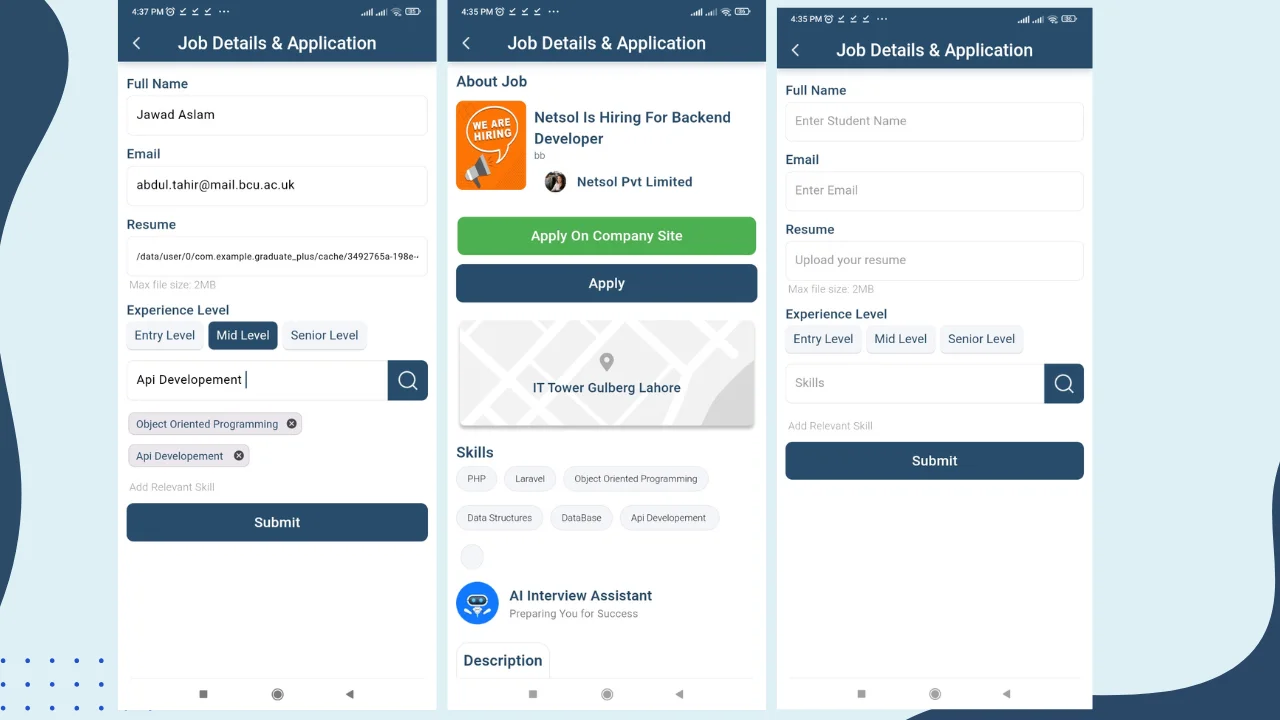 4:37 PM
85
Job Details & Application
Full Name
Jawad Aslam
Email
abdul.tahir@mail.bcu.ac.uk
Resume
/data/user/0/com.example.graduate_plus/cache/3492765a-198e-
Max file size: 2MB
Experience Level
Entry Level Mid Level Senior Level
Api Developement
Object Oriented Programming
Api Developement
Add Relevant Skill
Submit
4:35 PM
Job Details & Application
About Job
WE ARE
HIRING
Netsol Is Hiring For Backend
Developer
bb
Netsol Pvt Limited
Apply On Company Site
Apply
IT Tower Gulberg Lahore
Skills
PHP Laravel Object Oriented Programming
Data Structures DataBase Api Developement
AI Interview Assistant
Preparing You for Success
Description
4:35 PM
Job Details & Application
Full Name
Enter Student Name
Email
Enter Email
Resume
Upload your resume
Max file size: 2MB
Experience Level
Entry Level Mid Level Senior Level
Skills
Add Relevant Skill
Submit